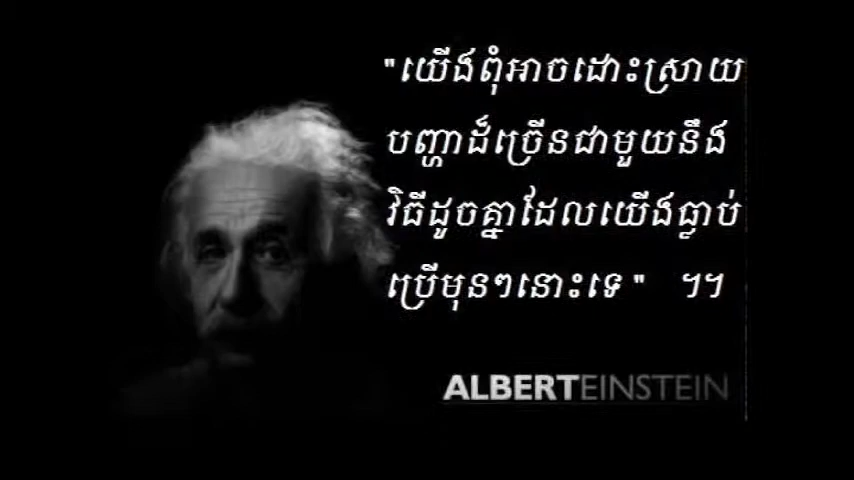 "យើងពុំអាចដោះស្រាយ
បញ្ហាដ៏ច្រើនជាមួយនឹង
វិធីដូចគ្នាដែលយើងធ្លាប់
ប្រើមុនៗនោះទេ" ។។
ALBERTEINSTEIN